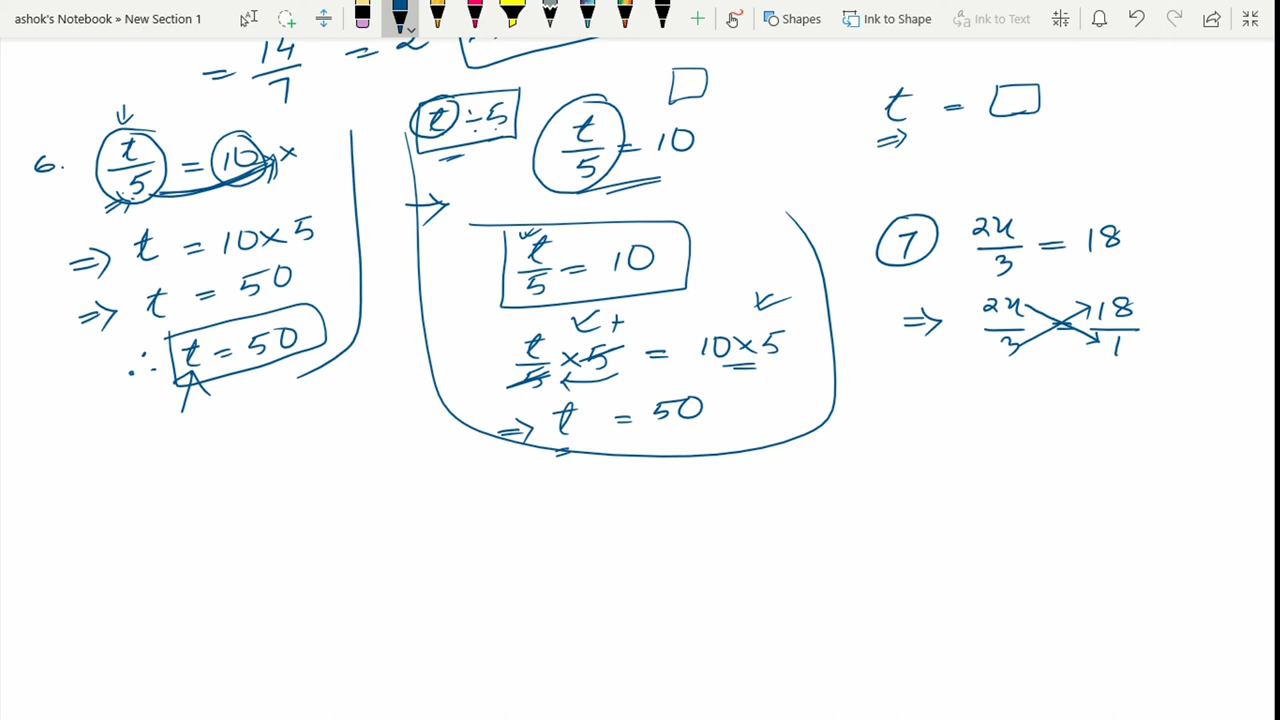 ashok's Notebook » New Section 1
Shapes
Ink to Shape
Ink to Text
= 14/7 = 2
6. t/5 = 10 ×
⇒ t = 10×5
⇒ t = 50
∴ t = 50
t ÷ 5
t/5 = 10
→
t/5 = 10
t/5 × 5 = 10×5
⇒ t = 50
t = □
⇒
7 2x/3 = 18
⇒ 2x/3 = 18/1